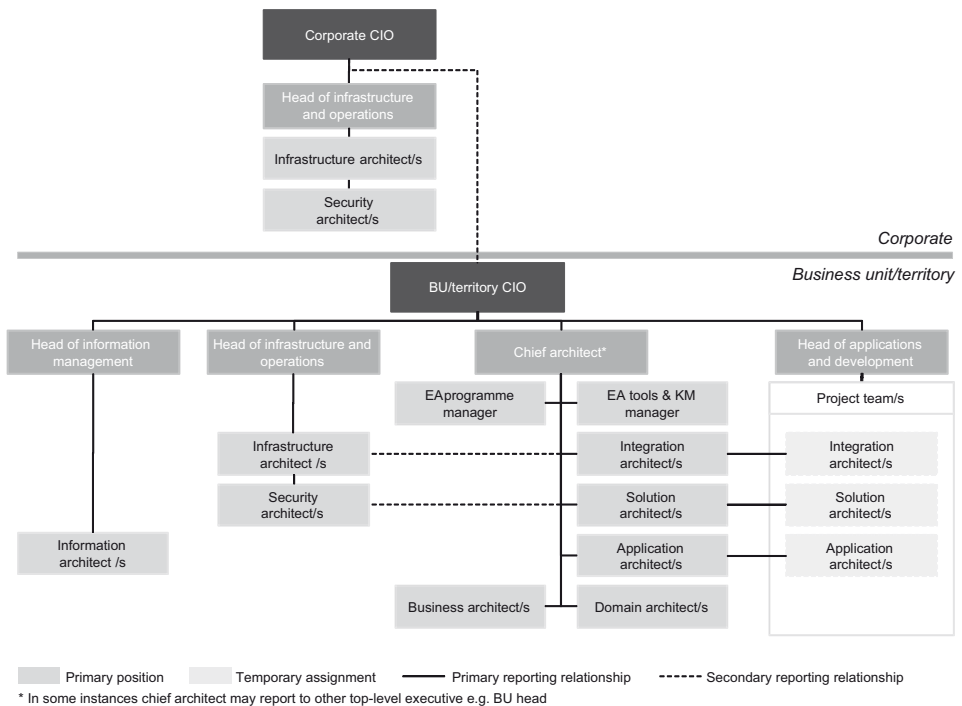 Corporate CIO
Head of infrastructure
and operations
Infrastructure architect/s
Security
architect/s
Corporate
Business unit/territory
BU/territory CIO
Head of information
management
Head of infrastructure and
operations
Chief architect*
Head of applications
and development
EAprogramme
manager
EA tools & KM
manager
Project team/s
Infrastructure
architect /s
Integration
architect/s
Integration
architect/s
Security
architect/s
Solution
architect/s
Solution
architect/s
Information
architect /s
Application
architect/s
Application
architect/s
Business architect/s
Domain architect/s
Primary position
Temporary assignment
Primary reporting relationship
Secondary reporting relationship
* In some instances chief architect may report to other top-level executive e.g. BU head